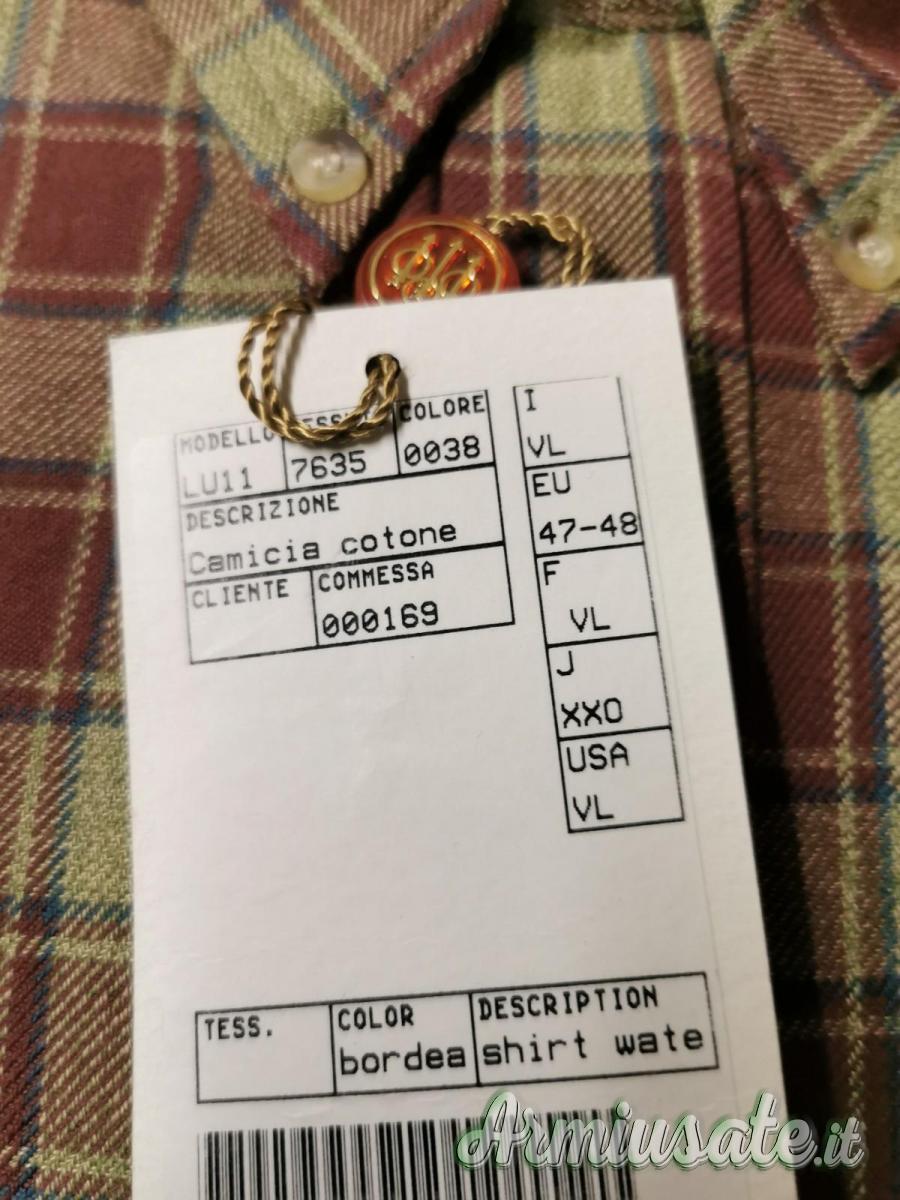 MODELLO COLORE
LU11 7635 0038
DESCRIZIONE
Camicia cotone
CLIENTE COMMESSA
000169
I
VL
EU
47-48
F
VL
J
XXO
USA
VL
TESS. COLOR DESCRIPTION
bordea shirt wate
Armiusate.it